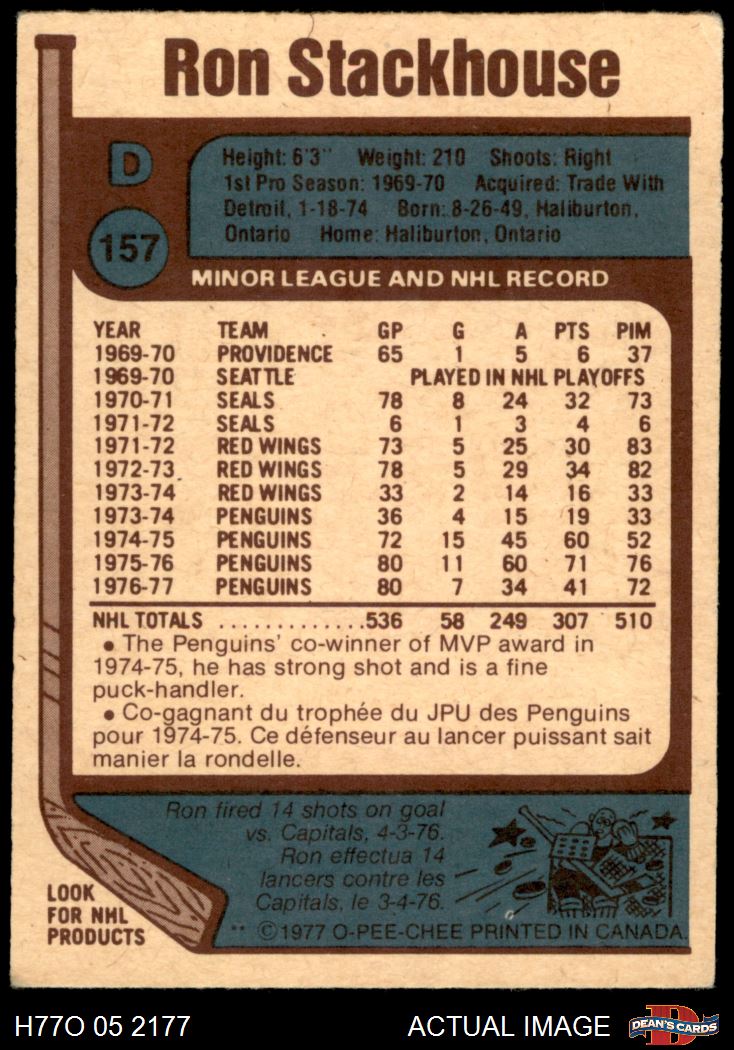 Ron Stackhouse
D
Height: 6'3" Weight: 210 Shoots: Right
1st Pro Season: 1969-70 Acquired: Trade With
Detroit, 1-18-74 Born: 8-26-49, Haliburton,
Ontario Home: Haliburton, Ontario
157
MINOR LEAGUE AND NHL RECORD
YEAR TEAM GP G A PTS PIM
1969-70 PROVIDENCE 65 1 5 6 37
1969-70 SEATTLE PLAYED IN NHL PLAYOFFS
1970-71 SEALS 78 8 24 32 73
1971-72 SEALS 6 1 3 4 6
1971-72 RED WINGS 73 5 25 30 83
1972-73 RED WINGS 78 5 29 34 82
1973-74 RED WINGS 33 2 14 16 33
1973-74 PENGUINS 36 4 15 19 33
1974-75 PENGUINS 72 15 45 60 52
1975-76 PENGUINS 80 11 60 71 76
1976-77 PENGUINS 80 7 34 41 72
NHL TOTALS .............536 58 249 307 510
• The Penguins' co-winner of MVP award in
1974-75, he has strong shot and is a fine
puck-handler.
• Co-gagnant du trophée du JPU des Penguins
pour 1974-75. Ce défenseur au lancer puissant sait
manier la rondelle.
Ron fired 14 shots on goal
vs. Capitals, 4-3-76.
Ron effectua 14
lancers contre les
Capitals, le 3-4-76.
LOOK
FOR NHL
PRODUCTS
** ©1977 O-PEE-CHEE PRINTED IN CANADA
H77O 05 2177 ACTUAL IMAGE DEAN'S CARDS